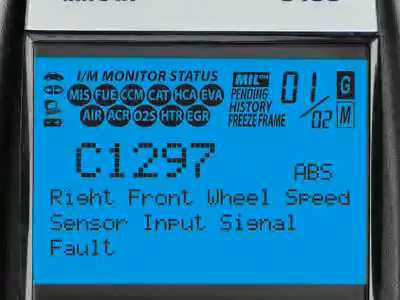 I/M MONITOR STATUS
MIS FUE CCM CAT HCA EVA
AIR ACR O2S HTR EGR
MIL
PENDING
HISTORY
FREEZE FRAME
01/02
G
M
C1297
ABS
Right Front Wheel Speed
Sensor Input Signal
Fault